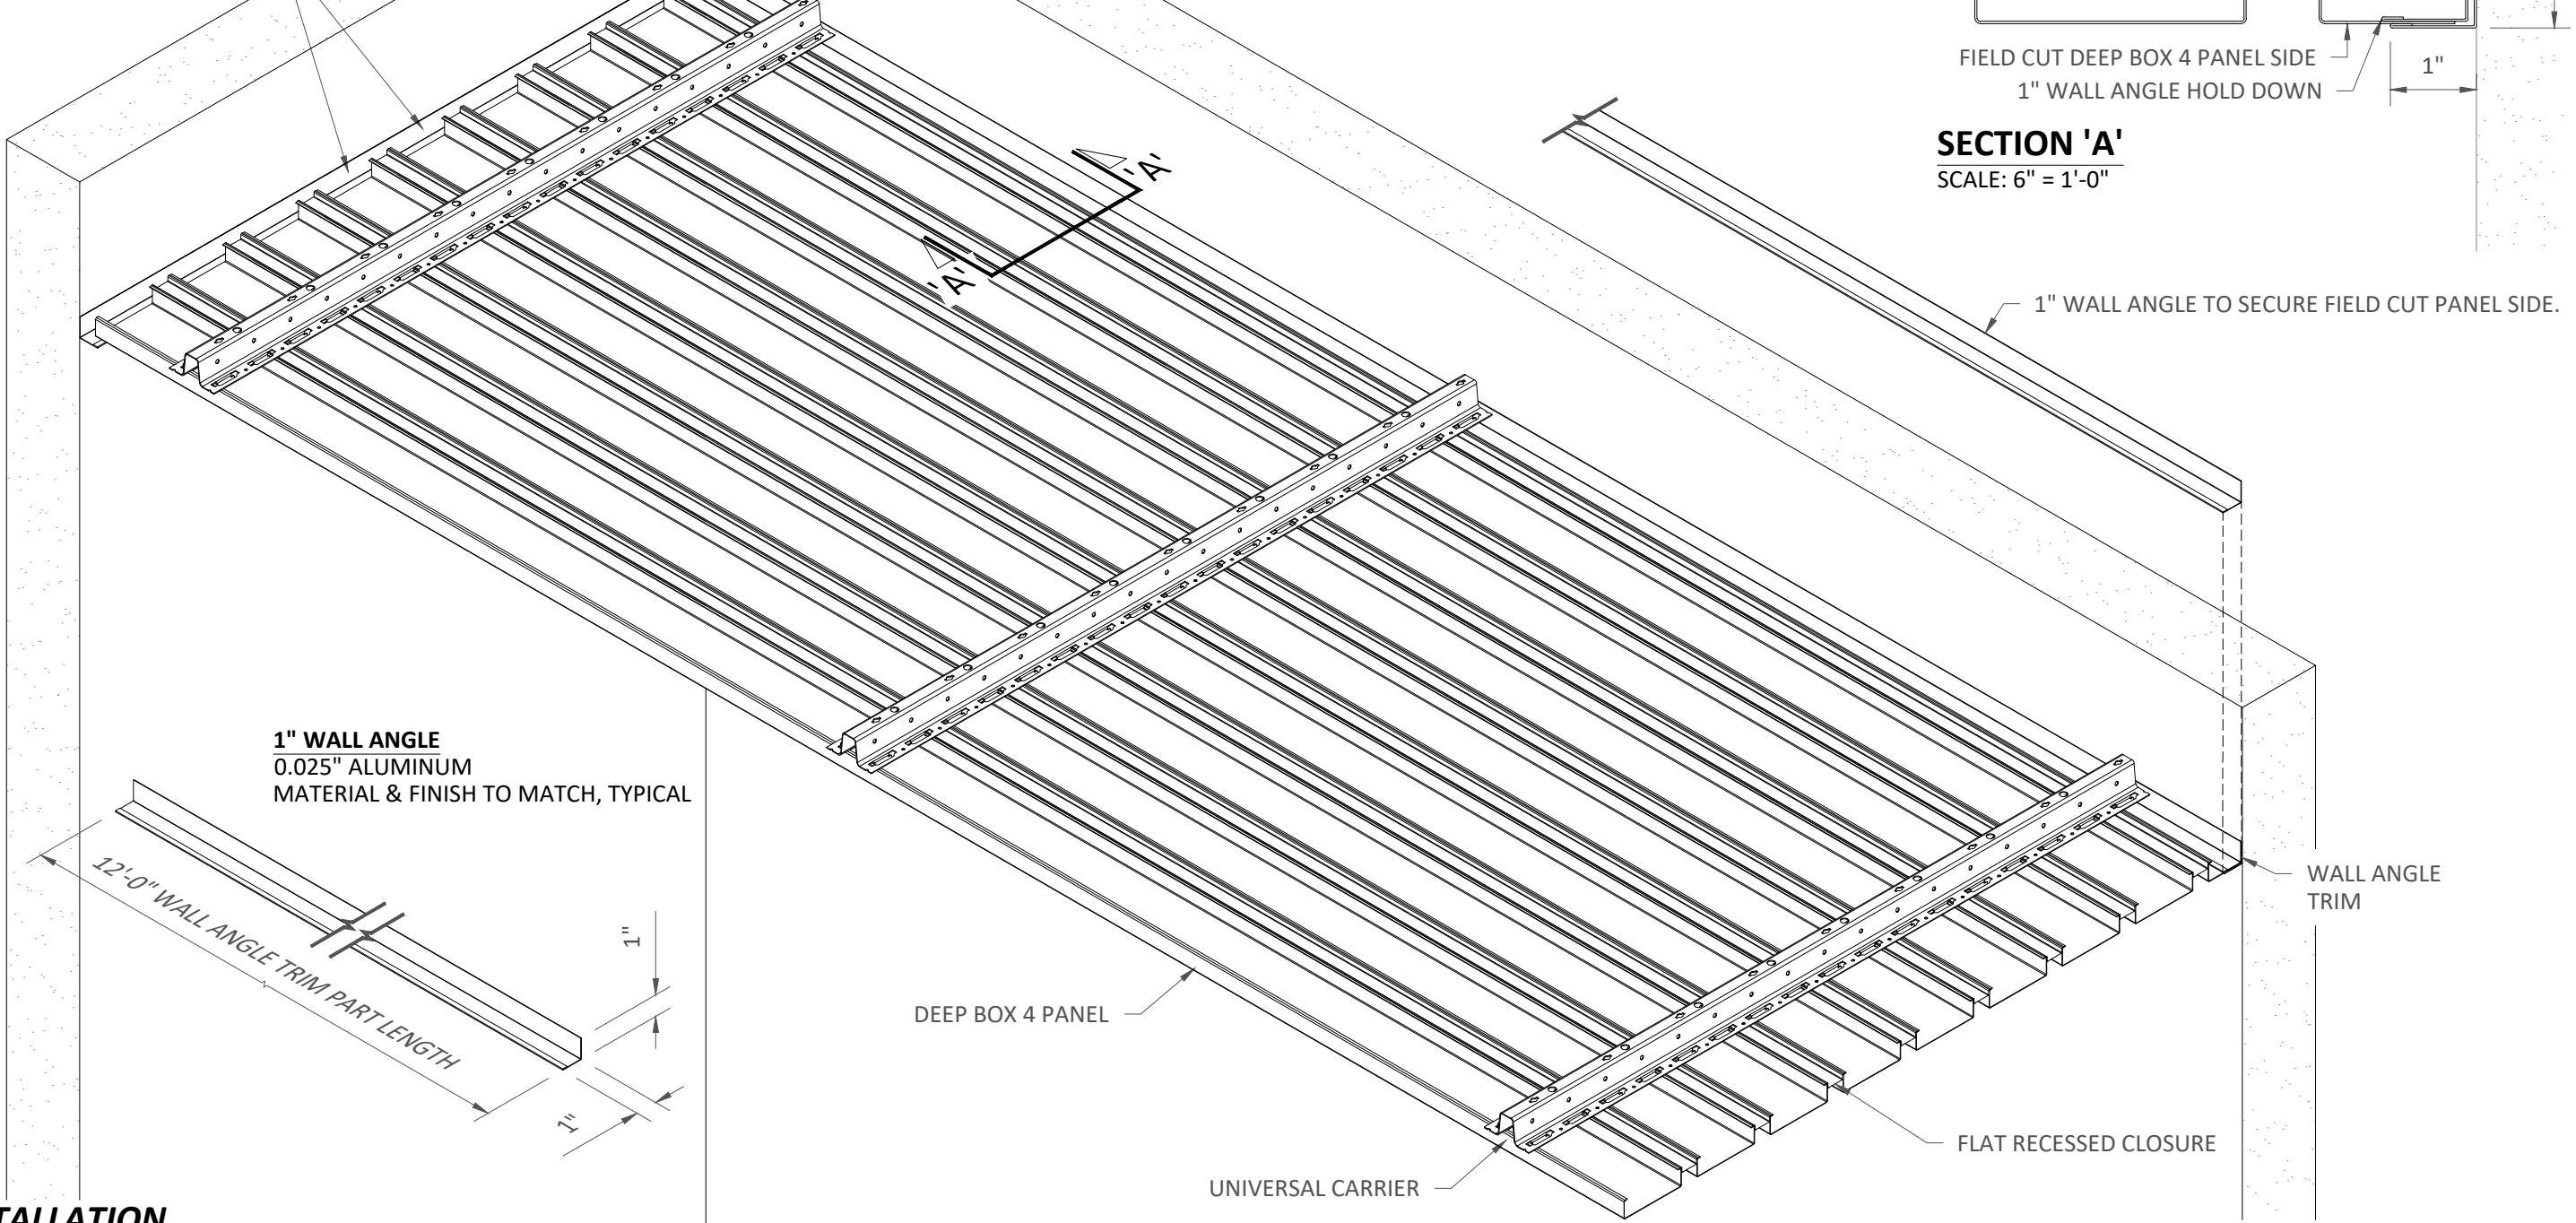 FIELD CUT DEEP BOX 4 PANEL SIDE
1" WALL ANGLE HOLD DOWN
1"
SECTION 'A'
SCALE: 6" = 1'-0"
'A'
'A'
1" WALL ANGLE TO SECURE FIELD CUT PANEL SIDE.
1" WALL ANGLE
0.025" ALUMINUM
MATERIAL & FINISH TO MATCH, TYPICAL
12'-0" WALL ANGLE TRIM PART LENGTH
1"
1"
WALL ANGLE
TRIM
DEEP BOX 4 PANEL
FLAT RECESSED CLOSURE
UNIVERSAL CARRIER
TALLATION